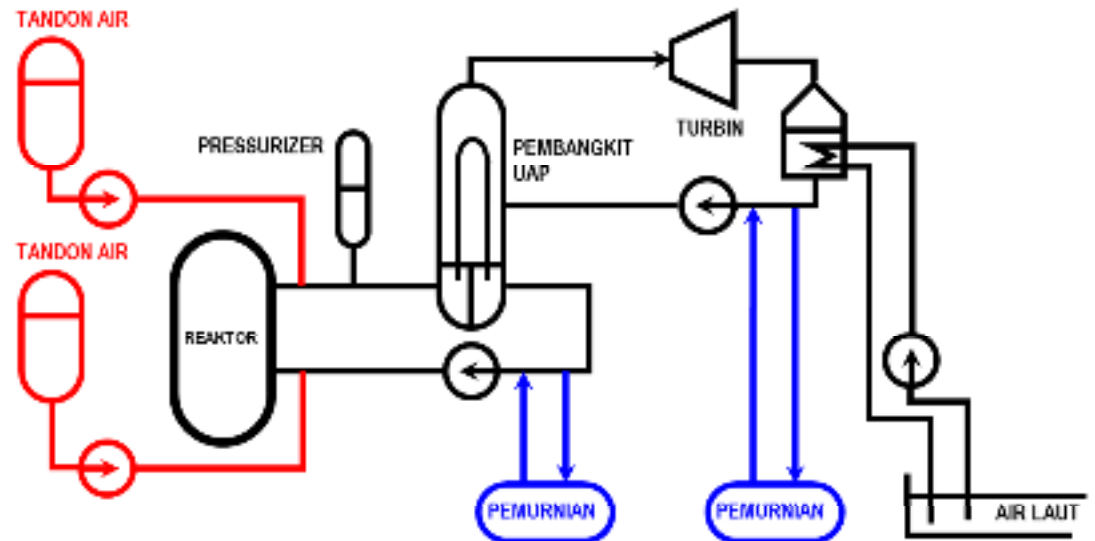 TANDON AIR
TURBIN
PRESSURIZER
PEMBANGKIT
UAP
TANDON AIR
REAKTOR
PEMURNIAN
PEMURNIAN
AIR LAUT